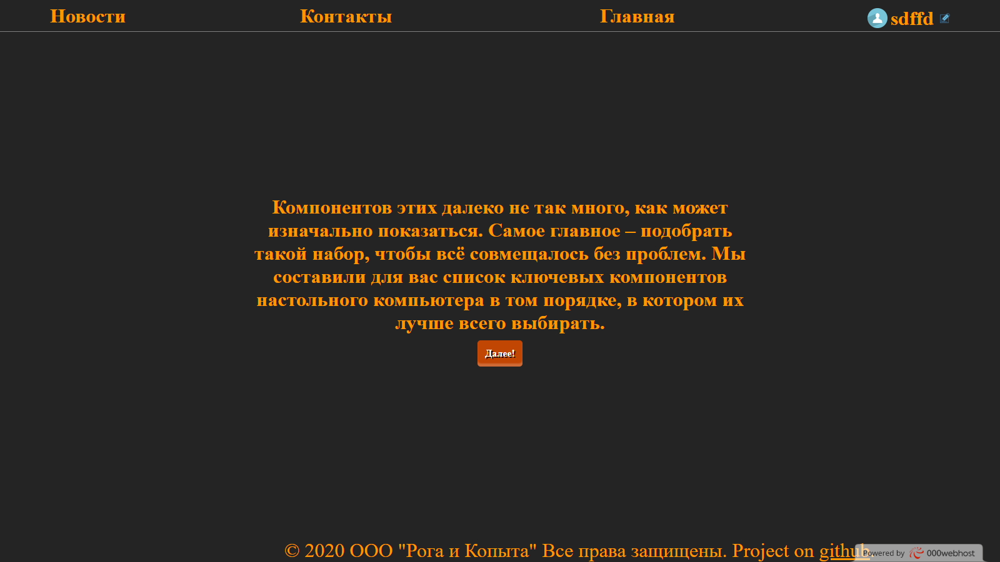 Новости Контакты Главная sdffd
Компонентов этих далеко не так много, как может
изначально показаться. Самое главное – подобрать
такой набор, чтобы всё совмещалось без проблем. Мы
составили для вас список ключевых компонентов
настольного компьютера в том порядке, в котором их
лучше всего выбирать.
Далее!
© 2020 ООО "Рога и Копыта" Все права защищены. Project on github
Powered by 000webhost